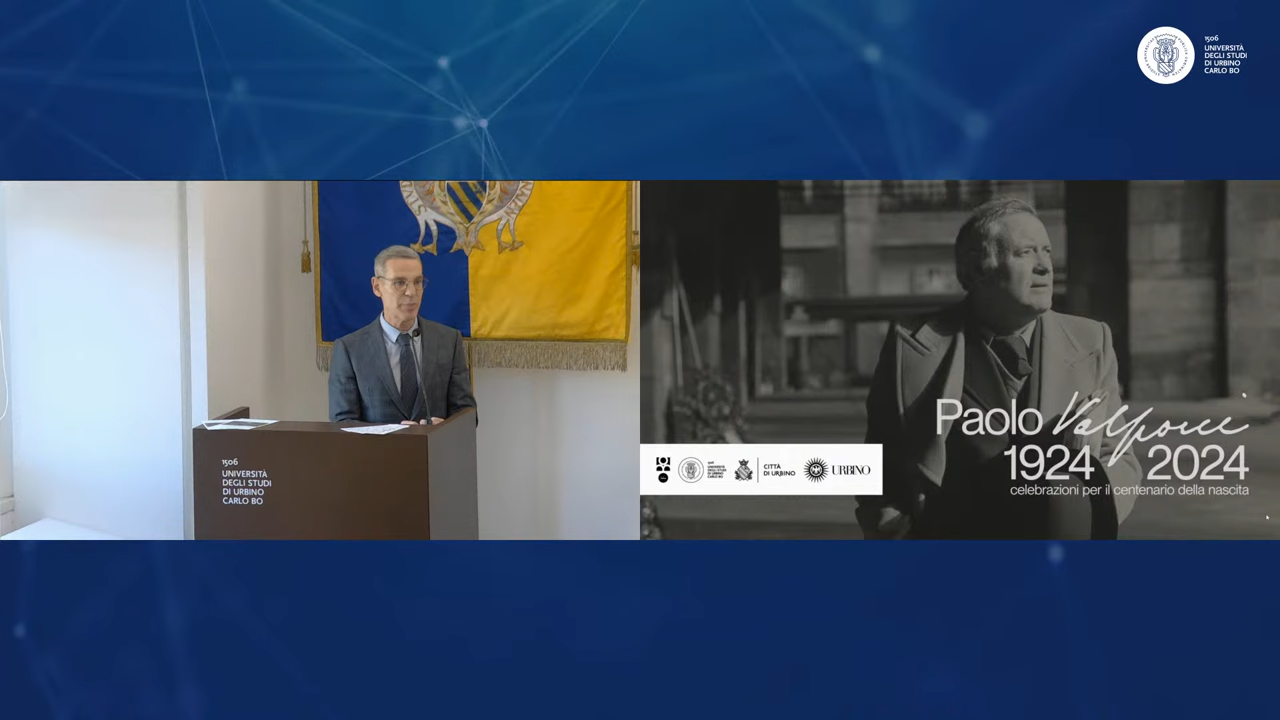 1506
UNIVERSITÀ
DEGLI STUDI
DI URBINO
CARLO BO
1506
UNIVERSITÀ
DEGLI STUDI
DI URBINO
CARLO BO
CITTÀ
DI URBINO
URBINO
Paolo Volponi
1924 2024
celebrazioni per il centenario della nascita